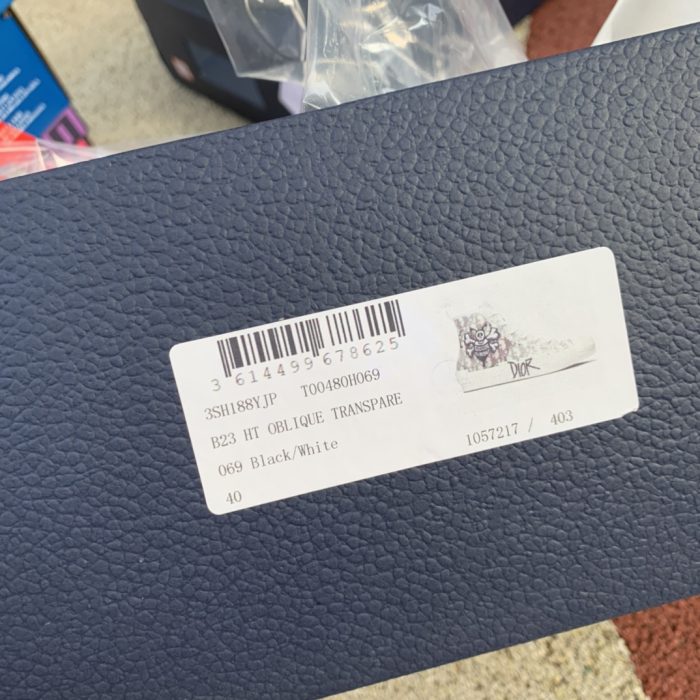 3 614499 678625
3SH188YJP T00480H069
B23 HT OBLIQUE TRANSPARE
069 Black/White
40
DIOR
1057217 / 403